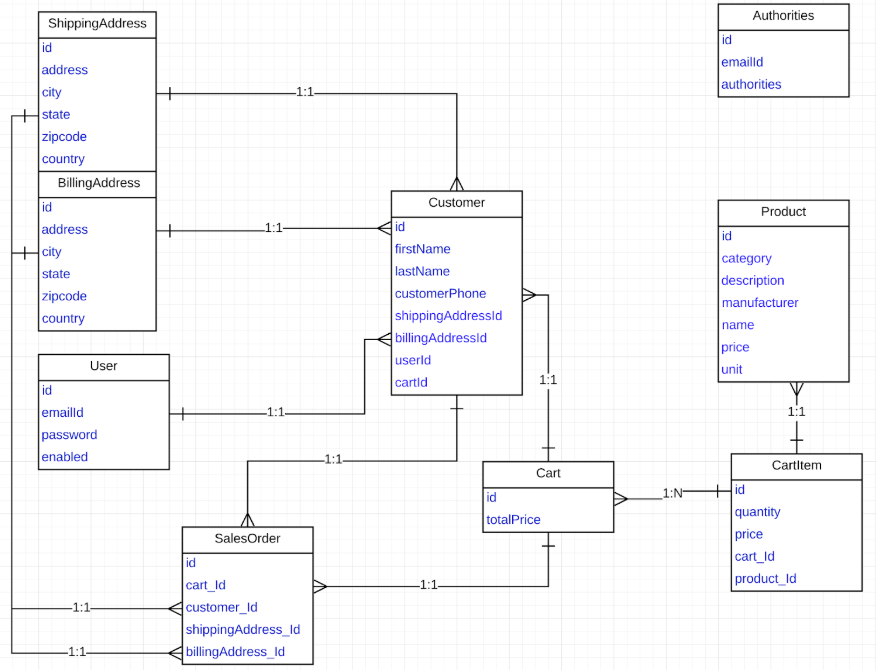 ShippingAddress
id
address
city
state
zipcode
country
BillingAddress
id
address
city
state
zipcode
country
User
id
emailId
password
enabled
Customer
id
firstName
lastName
customerPhone
shippingAddressId
billingAddressId
userId
cartId
Authorities
id
emailId
authorities
Product
id
category
description
manufacturer
name
price
unit
Cart
id
totalPrice
CartItem
id
quantity
price
cart_Id
product_Id
SalesOrder
id
cart_Id
customer_Id
shippingAddress_Id
billingAddress_Id
1:1
1:1
1:1
1:1
1:1
1:1
1:N
1:1
1:1
1:1